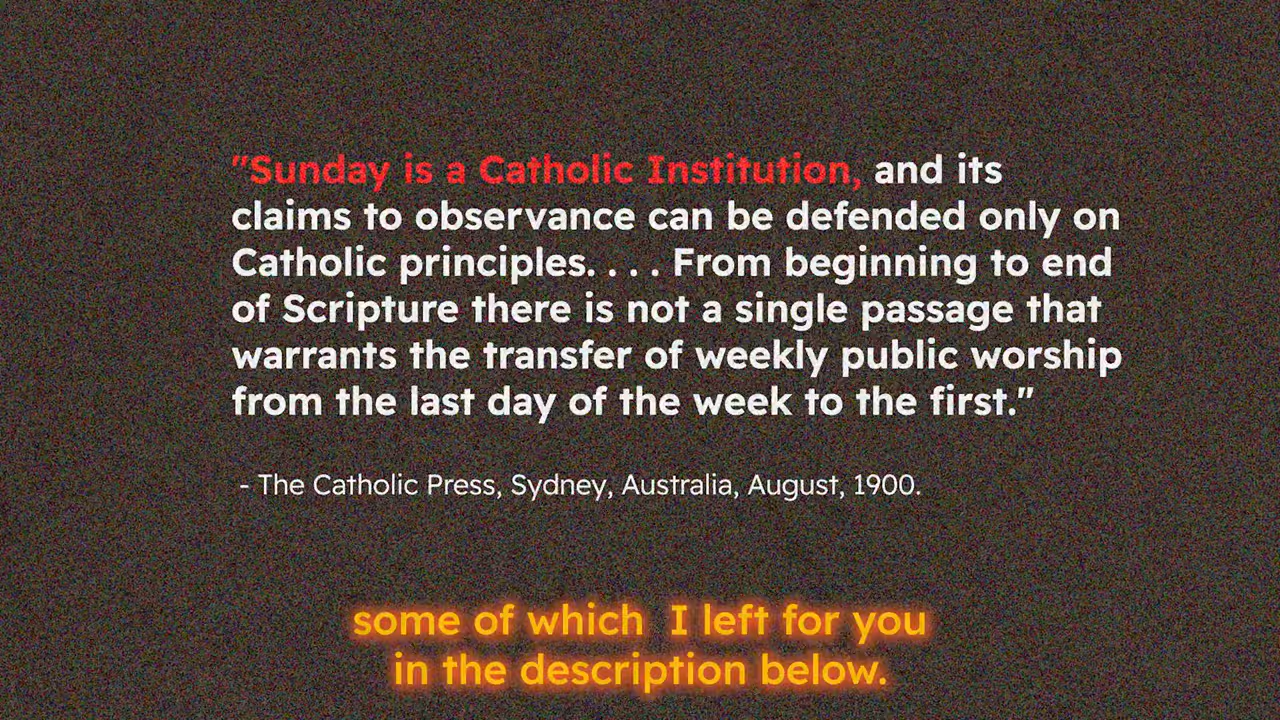 "Sunday is a Catholic Institution, and its
claims to observance can be defended only on
Catholic principles. . . . From beginning to end
of Scripture there is not a single passage that
warrants the transfer of weekly public worship
from the last day of the week to the first."
- The Catholic Press, Sydney, Australia, August, 1900.
some of which I left for you
in the description below.